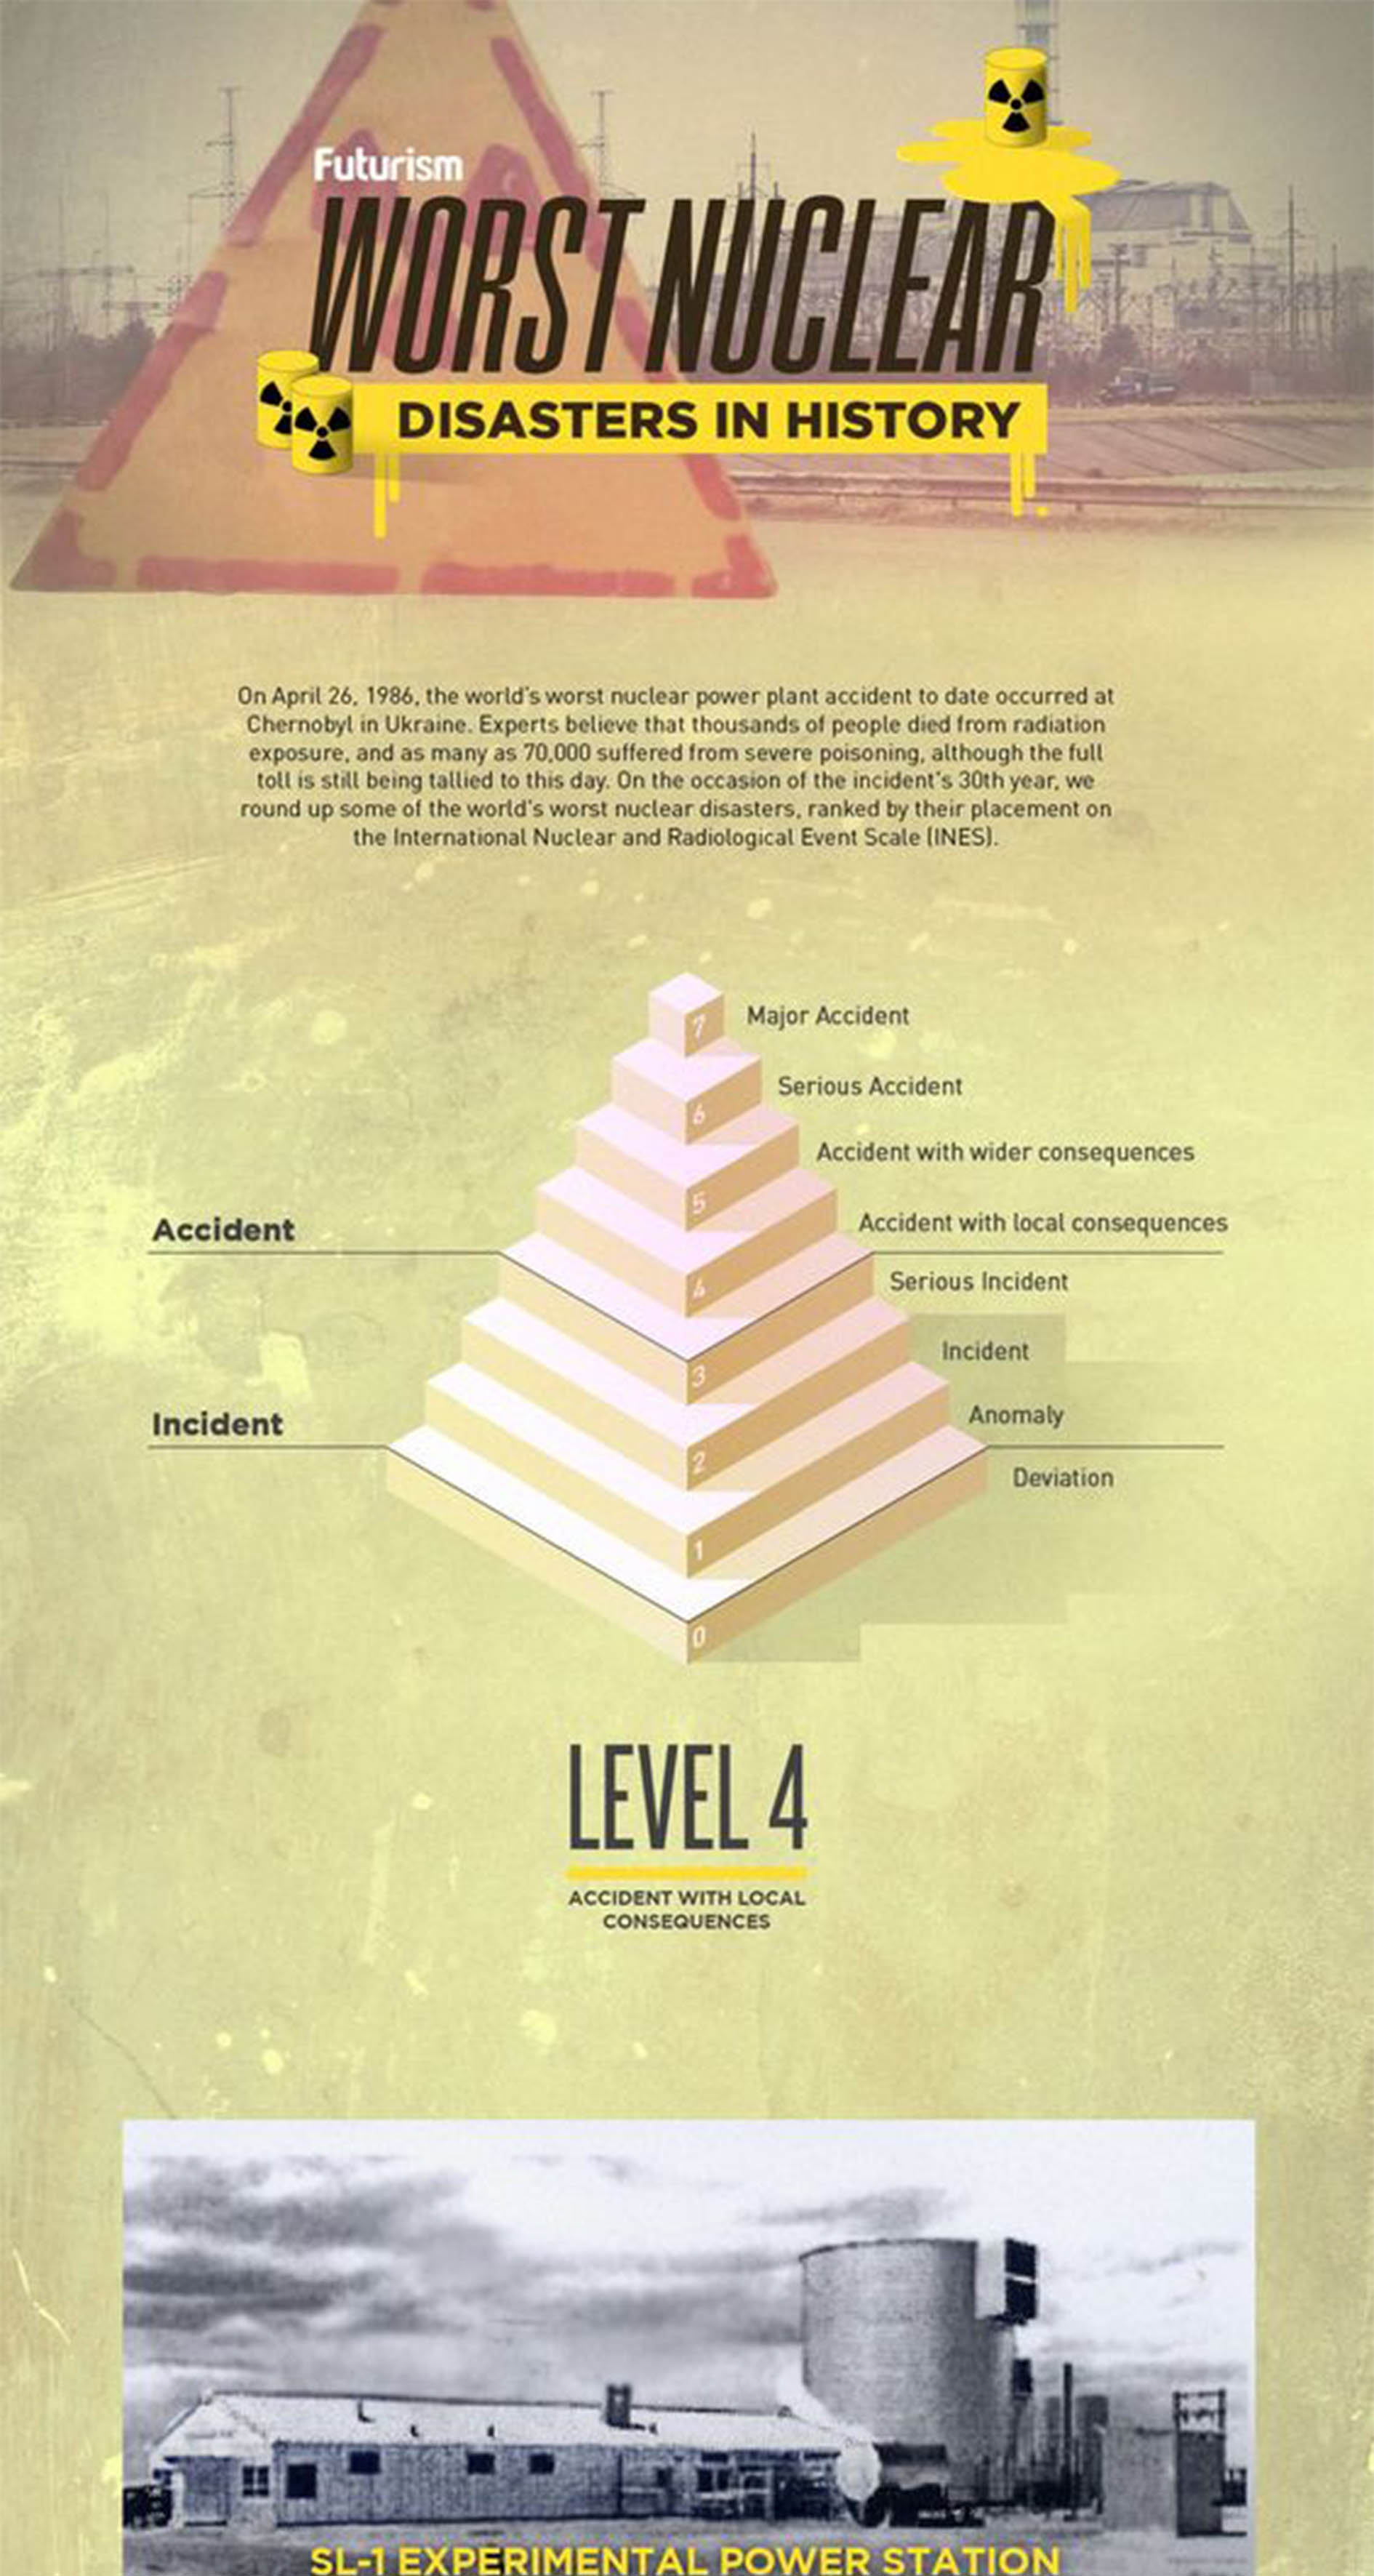 Futurism
WORST NUCLEAR
DISASTERS IN HISTORY
On April 26, 1986, the world's worst nuclear power plant accident to date occurred at
Chernobyl in Ukraine. Experts believe that thousands of people died from radiation
exposure, and as many as 70,000 suffered from severe poisoning, although the full
toll is still being tallied to this day. On the occasion of the incident's 30th year, we
round up some of the world's worst nuclear disasters, ranked by their placement on
the International Nuclear and Radiological Event Scale (INES).
7 Major Accident
6 Serious Accident
5 Accident with wider consequences
4 Accident with local consequences
Accident
3 Serious Incident
2 Incident
1 Anomaly
Incident
0 Deviation
LEVEL 4
ACCIDENT WITH LOCAL
CONSEQUENCES
SL-1 EXPERIMENTAL POWER STATION